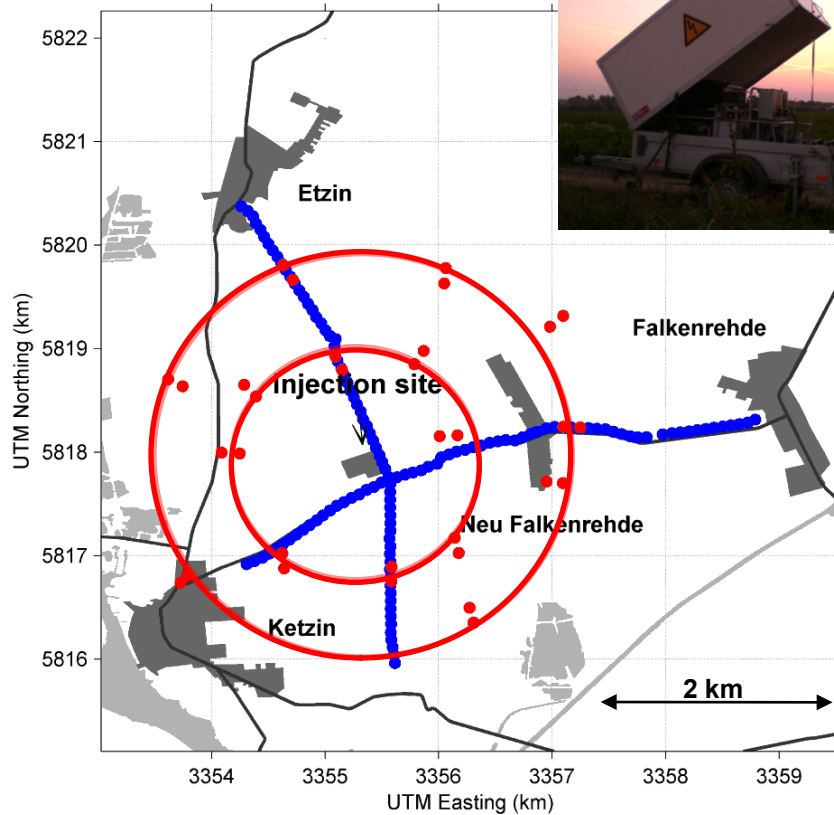 5822
5821
5820
5819
5818
5817
5816
UTM Northing (km)
Etzin
Falkenrehde
Injection site
Neu Falkenrehde
Ketzin
2 km
3354
3355
3356
3357
3358
3359
UTM Easting (km)